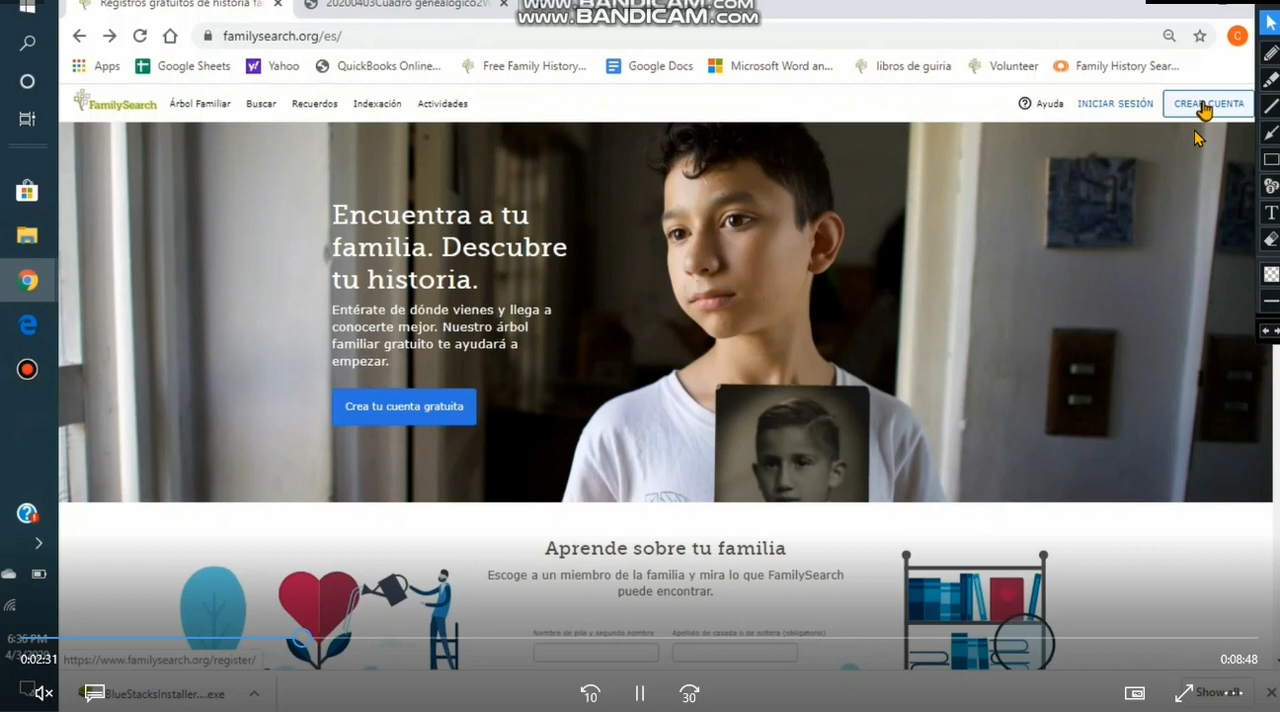 Registros gratuitos de historia fa
20200403Cuadro genealogico2W
WWW.BANDICAM.COM
WWW.BANDICAM.COM
familysearch.org/es/
C
Apps
Google Sheets
Yahoo
QuickBooks Online...
Free Family History...
Google Docs
Microsoft Word an...
libros de guiria
Volunteer
Family History Sear...
FamilySearch
Árbol Familiar
Buscar
Recuerdos
Indexación
Actividades
Ayuda
INICIAR SESIÓN
CREAR CUENTA
Encuentra a tu
familia. Descubre
tu historia.
Entérate de dónde vienes y llega a
conocerte mejor. Nuestro árbol
familiar gratuito te ayudará a
empezar.
Crea tu cuenta gratuita
Aprende sobre tu familia
Escoge a un miembro de la familia y mira lo que FamilySearch
puede encontrar.
Nombre de pila y segundo nombre
Apellido de casada o de soltera (obligatorio)
6:36 PM
0:02:31
https://www.familysearch.org/register/
0:08:48
BlueStacksInstaller....exe
10
30
Show all